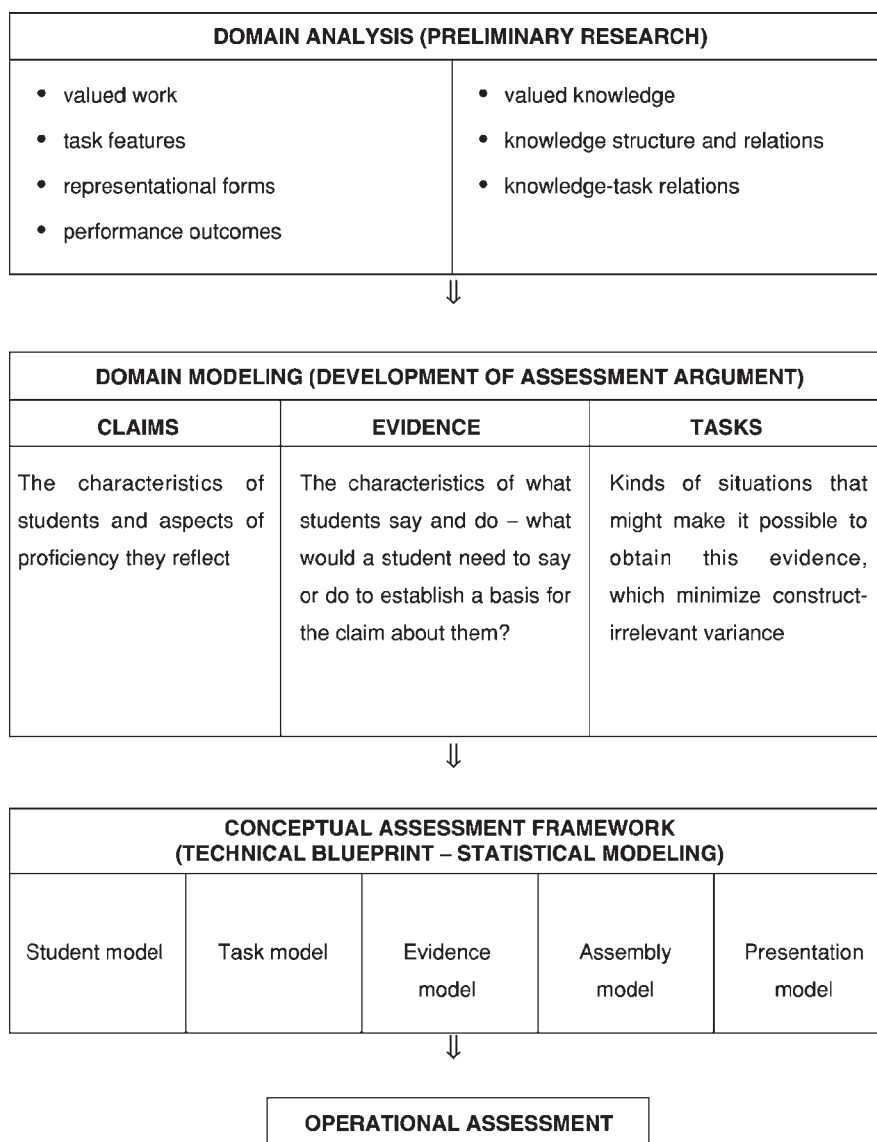 DOMAIN ANALYSIS (PRELIMINARY RESEARCH)
• valued work
• task features
• representational forms
• performance outcomes
• valued knowledge
• knowledge structure and relations
• knowledge-task relations
⇓
DOMAIN MODELING (DEVELOPMENT OF ASSESSMENT ARGUMENT)
CLAIMS
The characteristics of
students and aspects of
proficiency they reflect
EVIDENCE
The characteristics of what
students say and do – what
would a student need to say
or do to establish a basis for
the claim about them?
TASKS
Kinds of situations that
might make it possible to
obtain this evidence,
which minimize construct-
irrelevant variance
⇓
CONCEPTUAL ASSESSMENT FRAMEWORK
(TECHNICAL BLUEPRINT – STATISTICAL MODELING)
Student model
Task model
Evidence
model
Assembly
model
Presentation
model
⇓
OPERATIONAL ASSESSMENT